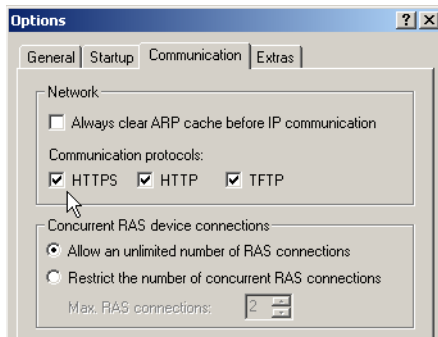 Options
General Startup Communication Extras
Network
Always clear ARP cache before IP communication
Communication protocols:
HTTPS HTTP TFTP
Concurrent RAS device connections
Allow an unlimited number of RAS connections
Restrict the number of concurrent RAS connections
Max. RAS connections: 2